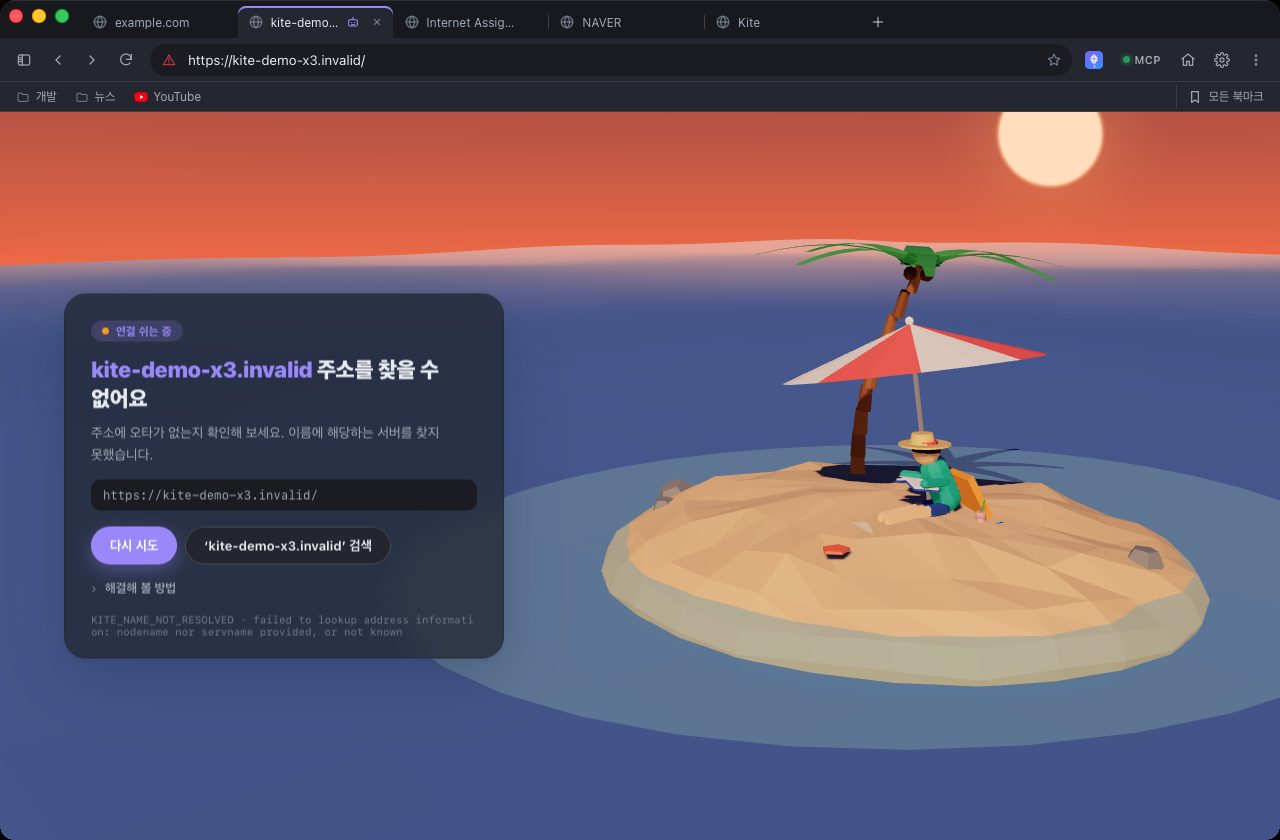 example.com
kite-demo...
Internet Assig...
NAVER
Kite
https://kite-demo-x3.invalid/
MCP
개발
뉴스
YouTube
모든 북마크
연결 쉬는 중
kite-demo-x3.invalid 주소를 찾을 수
없어요
주소에 오타가 없는지 확인해 보세요. 이름에 해당하는 서버를 찾지
못했습니다.
https://kite-demo-x3.invalid/
다시 시도
‘kite-demo-x3.invalid’ 검색
해결해 볼 방법
KITE_NAME_NOT_RESOLVED · failed to lookup address informati
on: nodename nor servname provided, or not known